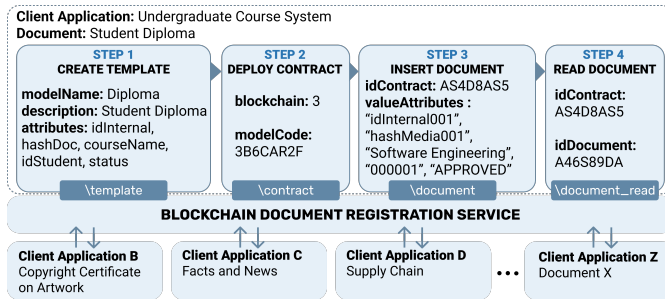 Client Application: Undergraduate Course System
Document: Student Diploma
STEP 1
CREATE TEMPLATE
modelName: Diploma
description: Student Diploma
attributes: idInternal,
hashDoc, courseName,
idStudent, status
\template
STEP 2
DEPLOY CONTRACT
blockchain: 3
modelCode:
3B6CAR2F
\contract
STEP 3
INSERT DOCUMENT
idContract: AS4D8AS5
valueAttributes :
“idInternal001”,
“hashMedia001”,
“Software Engineering”,
“000001”, “APPROVED”
\document
STEP 4
READ DOCUMENT
idContract:
AS4D8AS5
idDocument:
A46S89DA
\document_read
BLOCKCHAIN DOCUMENT REGISTRATION SERVICE
Client Application B
Copyright Certificate
on Artwork
Client Application C
Facts and News
Client Application D
Supply Chain
•••
Client Application Z
Document X